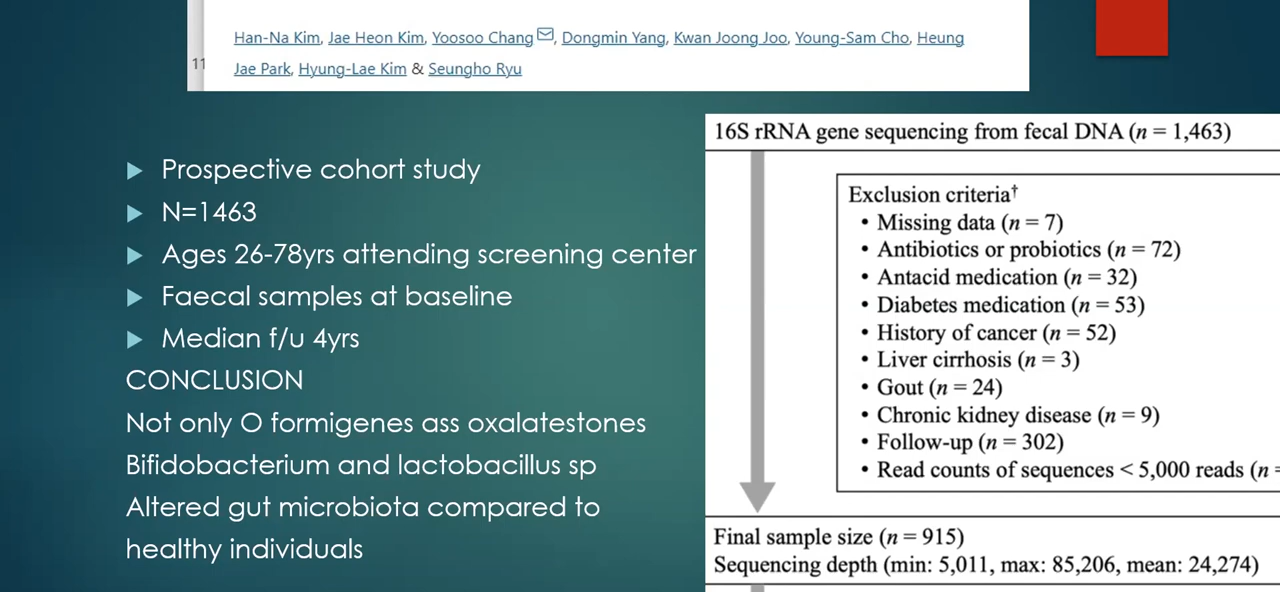 Han-Na Kim, Jae Heon Kim, Yoosoo Chang, Dongmin Yang, Kwan Joong Joo, Young-Sam Cho, Heung
Jae Park, Hyung-Lae Kim & Seungho Ryu
11
Prospective cohort study
N=1463
Ages 26-78yrs attending screening center
Faecal samples at baseline
Median f/u 4yrs
CONCLUSION
Not only O formigenes ass oxalatestones
Bifidobacterium and lactobacillus sp
Altered gut microbiota compared to
healthy individuals
16S rRNA gene sequencing from fecal DNA (n = 1,463)
Exclusion criteria†
• Missing data (n = 7)
• Antibiotics or probiotics (n = 72)
• Antacid medication (n = 32)
• Diabetes medication (n = 53)
• History of cancer (n = 52)
• Liver cirrhosis (n = 3)
• Gout (n = 24)
• Chronic kidney disease (n = 9)
• Follow-up (n = 302)
• Read counts of sequences < 5,000 reads (n =
Final sample size (n = 915)
Sequencing depth (min: 5,011, max: 85,206, mean: 24,274)